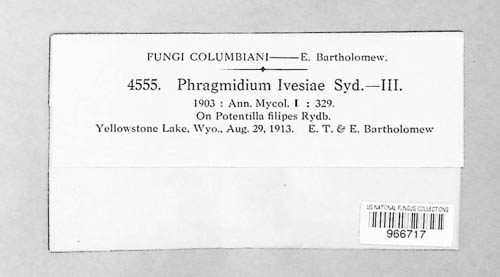 FUNGI COLUMBIANI——E. Bartholomew.
4555. Phragmidium Ivesiae Syd.—III.
1903 : Ann. Mycol. I : 329.
On Potentilla filipes Rydb.
Yellowstone Lake, Wyo., Aug. 29, 1913. E. T. & E. Bartholomew
US NATIONAL FUNGUS COLLECTIONS
966717